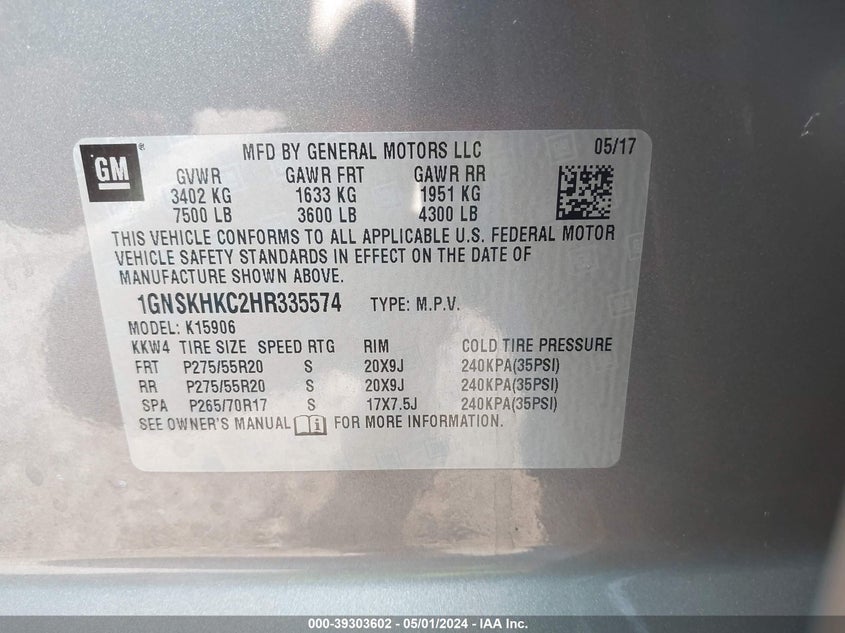 GM
MFD BY GENERAL MOTORS LLC 05/17
GVWR GAWR FRT GAWR RR
3402 KG 1633 KG 1951 KG
7500 LB 3600 LB 4300 LB
THIS VEHICLE CONFORMS TO ALL APPLICABLE U.S. FEDERAL MOTOR
VEHICLE SAFETY STANDARDS IN EFFECT ON THE DATE OF
MANUFACTURE SHOWN ABOVE.
1GNSKHKC2HR335574 TYPE: M.P.V.
MODEL: K15906
KKW4 TIRE SIZE SPEED RTG RIM COLD TIRE PRESSURE
FRT P275/55R20 S 20X9J 240KPA(35PSI)
RR P275/55R20 S 20X9J 240KPA(35PSI)
SPA P265/70R17 S 17X7.5J 240KPA(35PSI)
SEE OWNER'S MANUAL FOR MORE INFORMATION.
000-39303602 - 05/01/2024 - IAA Inc.